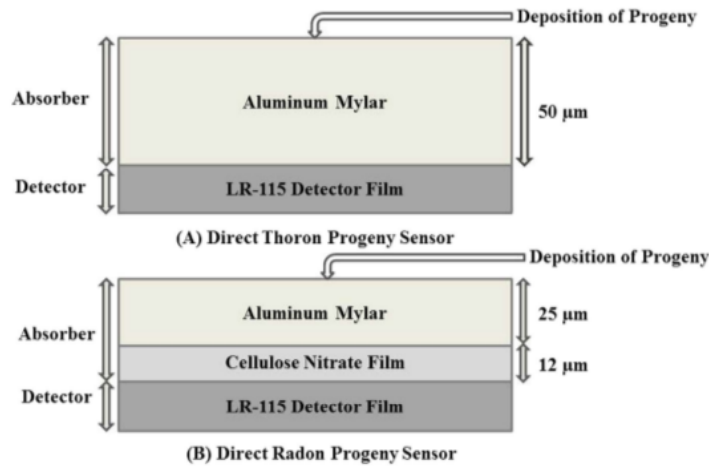 Deposition of Progeny
Absorber
Aluminum Mylar
50 μm
Detector
LR-115 Detector Film
(A) Direct Thoron Progeny Sensor
Deposition of Progeny
Absorber
Aluminum Mylar
25 μm
Cellulose Nitrate Film
12 μm
Detector
LR-115 Detector Film
(B) Direct Radon Progeny Sensor